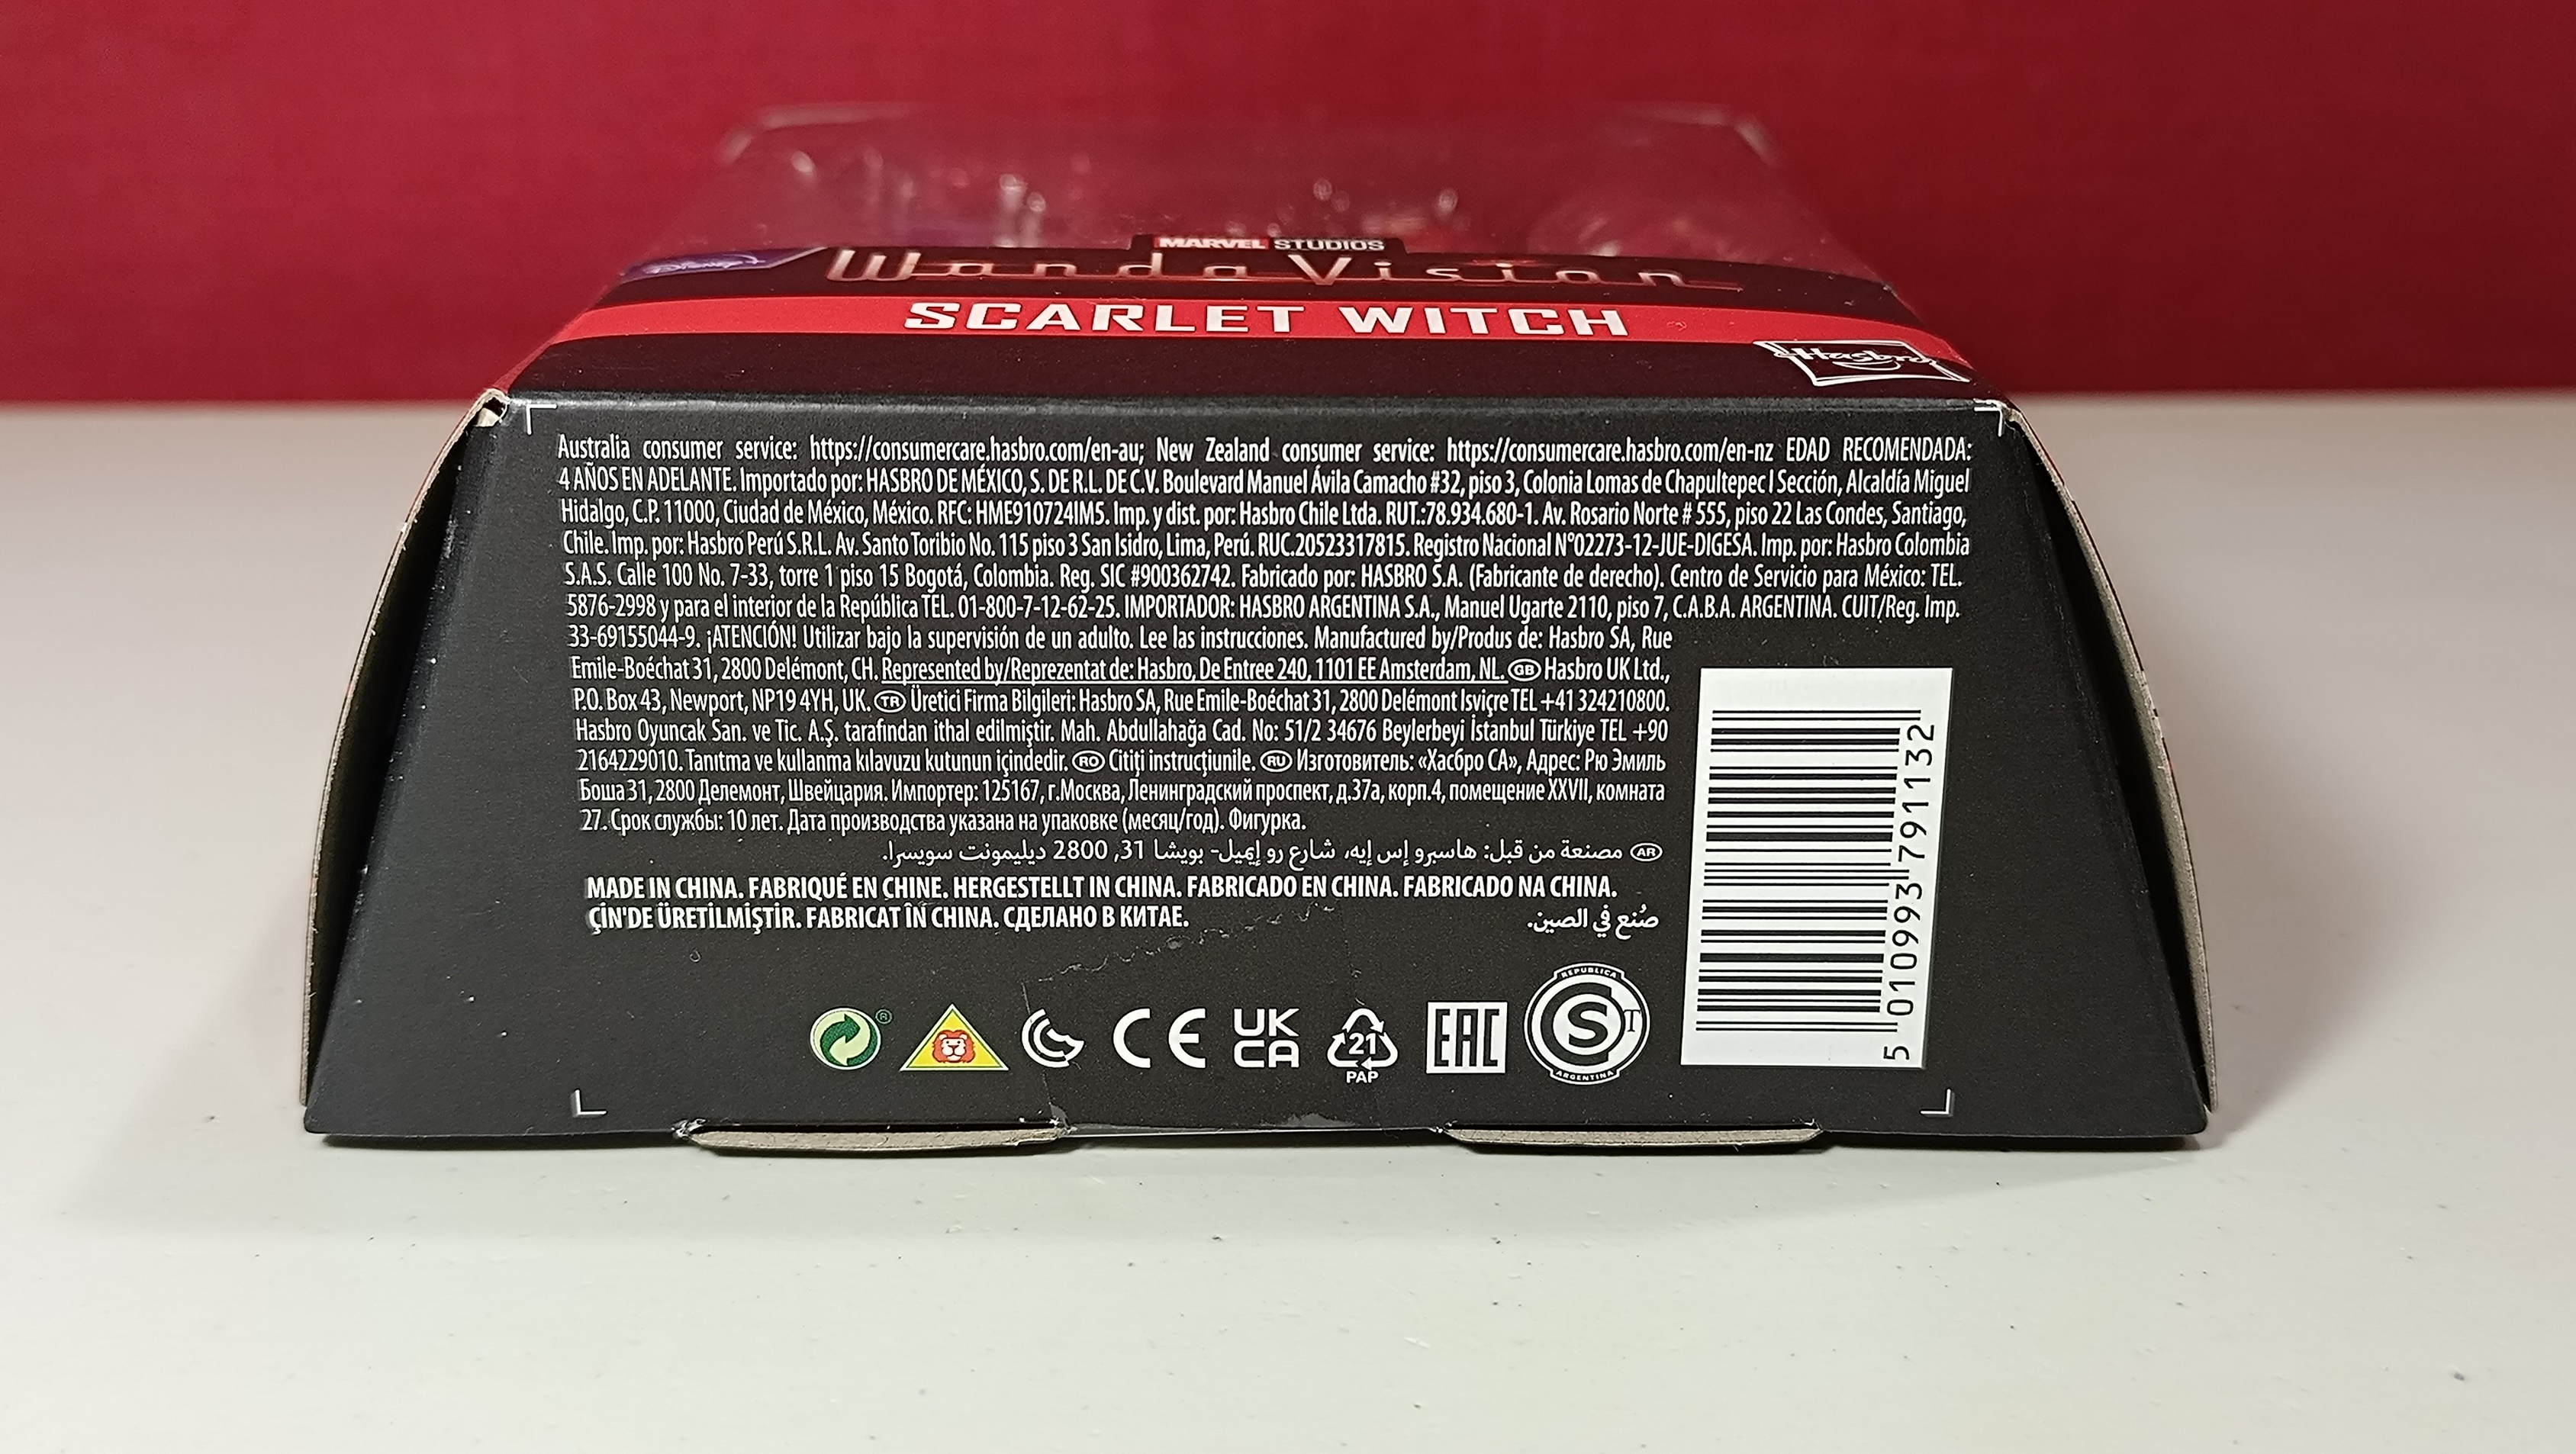 MARVEL STUDIOS
WandaVision
SCARLET WITCH
Hasbro
Australia consumer service: https://consumercare.hasbro.com/en-au; New Zealand consumer service: https://consumercare.hasbro.com/en-nz EDAD RECOMENDADA:
4 AÑOS EN ADELANTE. Importado por: HASBRO DE MÉXICO, S. DE R.L. DE C.V. Boulevard Manuel Ávila Camacho #32, piso 3, Colonia Lomas de Chapultepec I Sección, Alcaldía Miguel
Hidalgo, C.P. 11000, Ciudad de México, México. RFC: HME910724IM5. Imp. y dist. por: Hasbro Chile Ltda. RUT.:78.934.680-1. Av. Rosario Norte # 555, piso 22 Las Condes, Santiago,
Chile. Imp. por: Hasbro Perú S.R.L. Av. Santo Toribio No. 115 piso 3 San Isidro, Lima, Perú. RUC.20523317815. Registro Nacional N°02273-12-JUE-DIGESA. Imp. por: Hasbro Colombia
S.A.S. Calle 100 No. 7-33, torre 1 piso 15 Bogotá, Colombia. Reg. SIC #900362742. Fabricado por: HASBRO S.A. (Fabricante de derecho). Centro de Servicio para México: TEL.
5876-2998 y para el interior de la República TEL. 01-800-7-12-62-25. IMPORTADOR: HASBRO ARGENTINA S.A., Manuel Ugarte 2110, piso 7, C.A.B.A. ARGENTINA. CUIT/Reg. Imp.
33-69155044-9. ¡ATENCIÓN! Utilizar bajo la supervisión de un adulto. Lee las instrucciones. Manufactured by/Produs de: Hasbro SA, Rue
Emile-Boéchat 31, 2800 Delémont, CH. Represented by/Reprezentat de: Hasbro, De Entree 240, 1101 EE Amsterdam, NL. GB Hasbro UK Ltd.,
P.O. Box 43, Newport, NP19 4YH, UK. TR Üretici Firma Bilgileri: Hasbro SA, Rue Emile-Boéchat 31, 2800 Delémont Isviçre TEL +41 324210800.
Hasbro Oyuncak San. ve Tic. A.Ş. tarafından ithal edilmiştir. Mah. Abdullahağa Cad. No: 51/2 34676 Beylerbeyi İstanbul Türkiye TEL +90
2164229010. Tanıtma ve kullanma kılavuzu kutunun içindedir. RO Citiți instrucțiunile. RU Изготовитель: «Хасбро СА», Адрес: Рю Эмиль
Боша 31, 2800 Делемонт, Швейцария. Импортер: 125167, г.Москва, Ленинградский проспект, д.37а, корп.4, помещение XXVII, комната
27. Срок службы: 10 лет. Дата производства указана на упаковке (месяц/год). Фигурка.
AR مصنعة من قبل: هاسبرو إس إيه، شارع رو إيميل- بويشا 31, 2800 ديليمونت سويسرا.
MADE IN CHINA. FABRIQUÉ EN CHINE. HERGESTELLT IN CHINA. FABRICADO EN CHINA. FABRICADO NA CHINA.
ÇİN'DE ÜRETİLMİŞTİR. FABRICAT ÎN CHINA. СДЕЛАНО В КИТАЕ. صُنع في الصين.
CE UK CA 21 PAP EAC REPUBLICA S T ARGENTINA
5 010993 791132